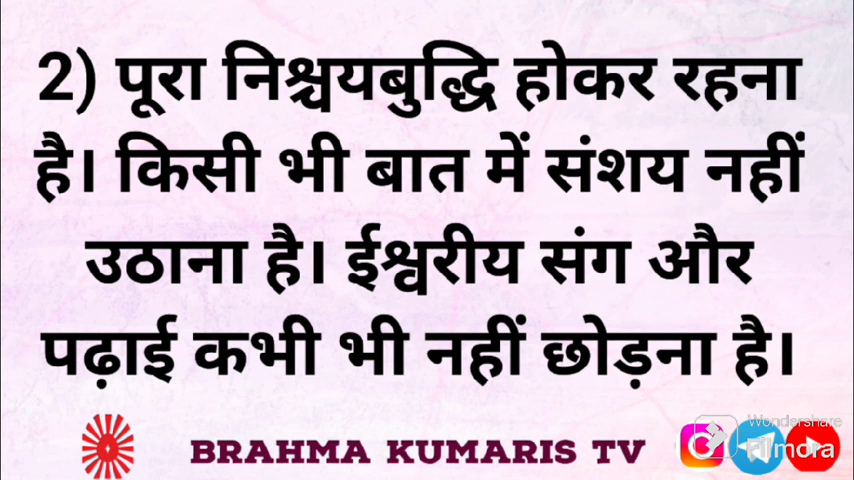 2) पूरा निश्चयबुद्धि होकर रहना
है। किसी भी बात में संशय नहीं
उठाना है। ईश्वरीय संग और
पढ़ाई कभी भी नहीं छोड़ना है।
BRAHMA KUMARIS TV
Wondershare
Filmora